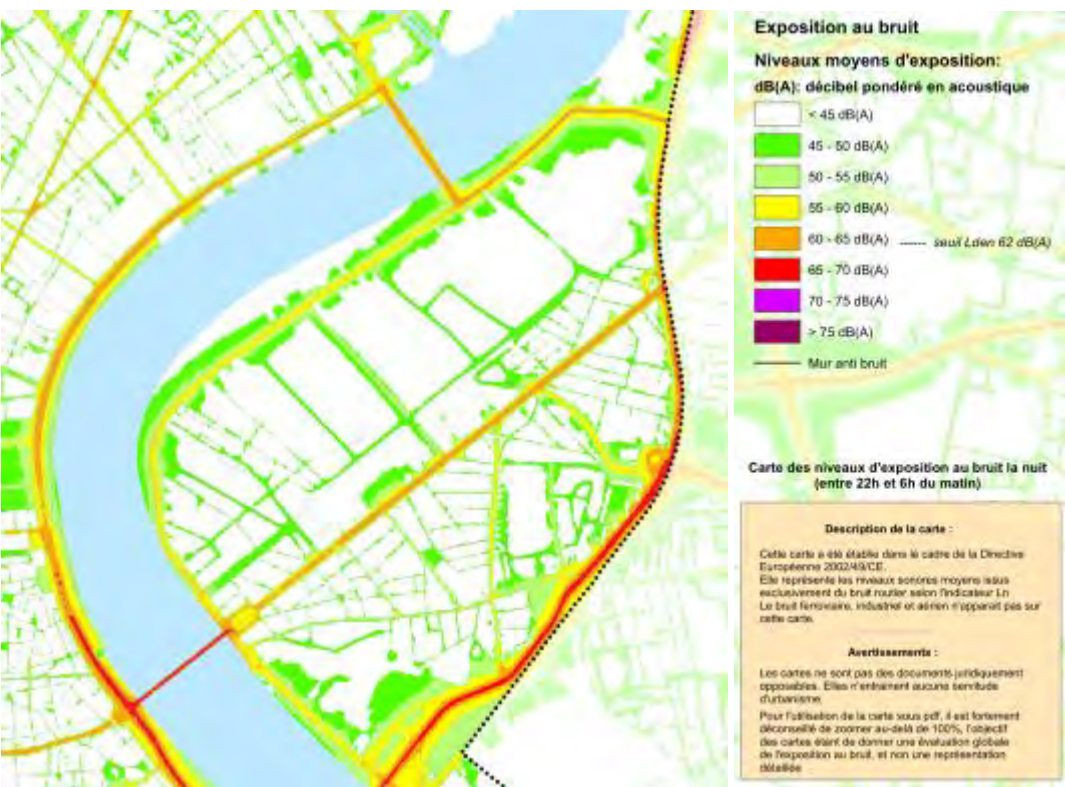 Exposition au bruit
Niveaux moyens d'exposition:
dB(A): décibel pondéré en acoustique
< 45 dB(A)
45 - 50 dB(A)
50 - 55 dB(A)
55 - 60 dB(A)
60 - 65 dB(A) ------ seuil Lden 62 dB(A)
65 - 70 dB(A)
70 - 75 dB(A)
> 75 dB(A)
Mur anti bruit
Carte des niveaux d'exposition au bruit la nuit
(entre 22h et 6h du matin)
Description de la carte :
Cette carte a été établie dans le cadre de la Directive
Européenne 2002/49/CE.
Elle représente les niveaux sonores moyens issus
exclusivement du bruit routier selon l'indicateur Ln
Le bruit ferroviaire, industriel et aérien n'apparait pas sur
cette carte.
Avertissements :
Les cartes ne sont pas des documents juridiquement
opposables. Elles n'entrainent aucune servitude
d'urbanisme
Pour l'utilisation de la carte sous pdf, il est fortement
déconseillé de zoomer au-delà de 100%, l'objectif
des cartes étant de donner une évaluation globale
de l'exposition au bruit, et non une représentation
détaillée